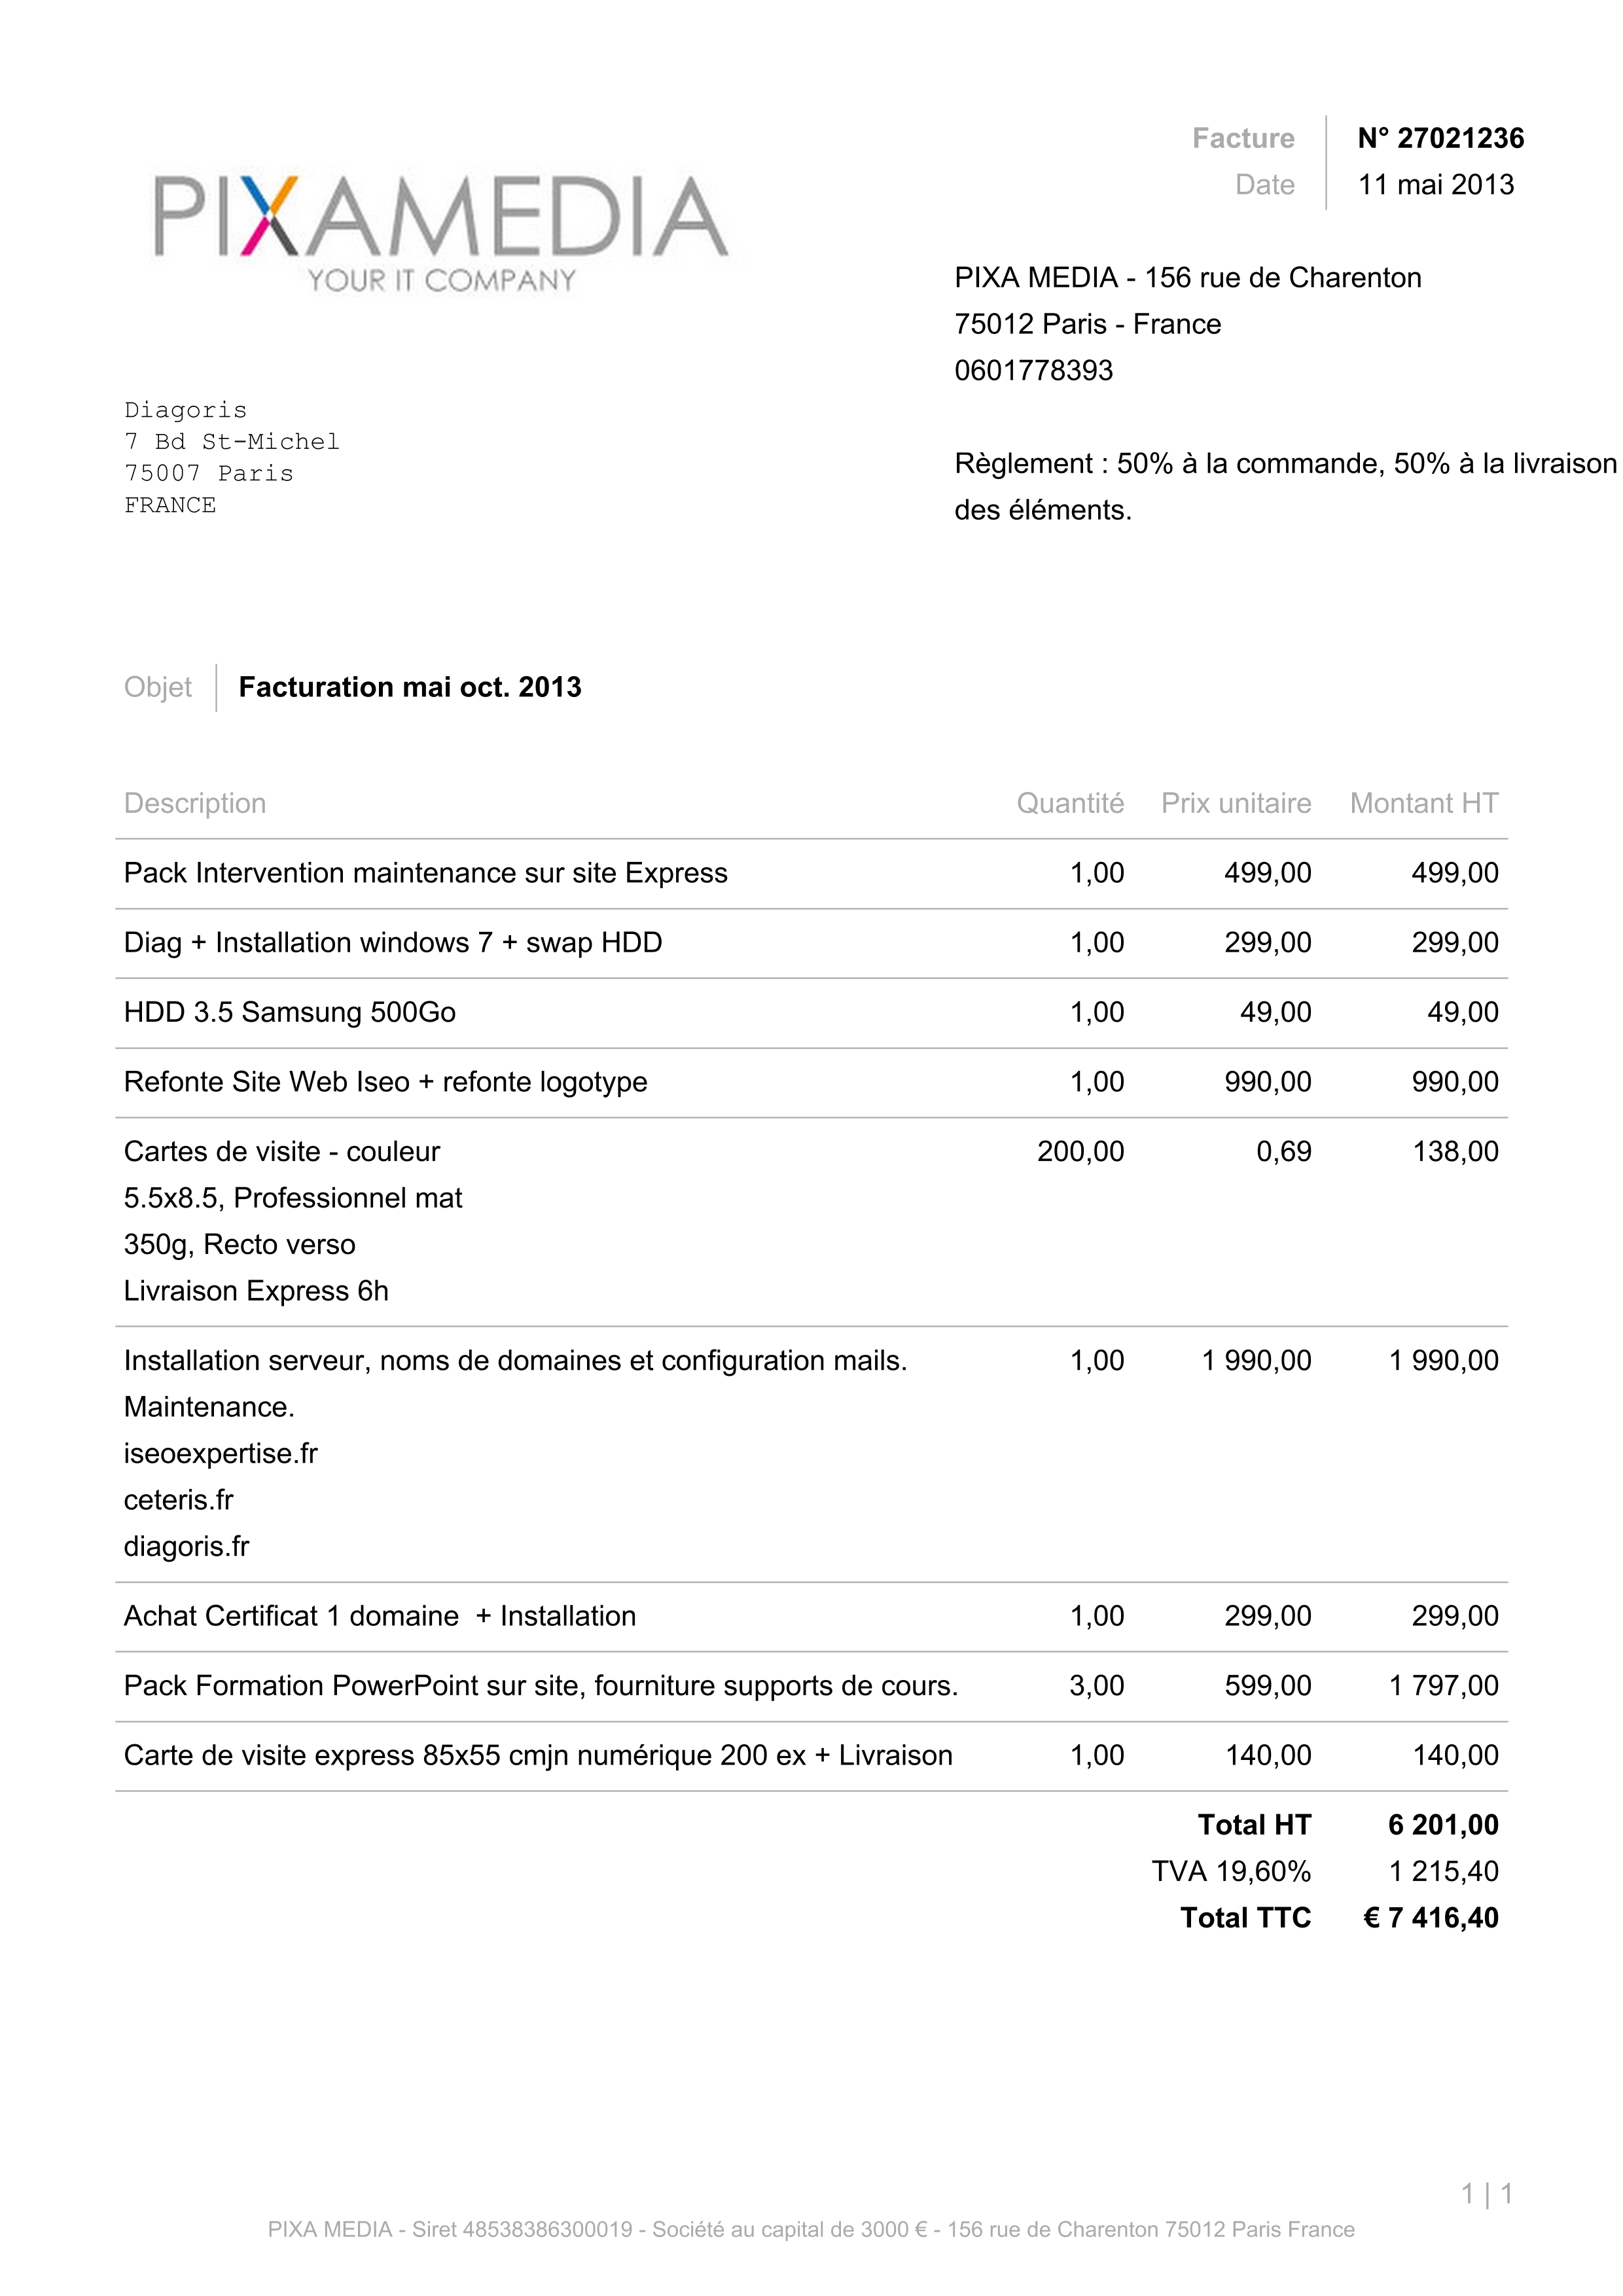 PIXAMEDIA
YOUR IT COMPANY
Facture N° 27021236
Date 11 mai 2013
PIXA MEDIA - 156 rue de Charenton
75012 Paris - France
0601778393
Diagoris
7 Bd St-Michel
75007 Paris
FRANCE
Règlement : 50% à la commande, 50% à la livraison
des éléments.
Objet Facturation mai oct. 2013
Description Quantité Prix unitaire Montant HT
Pack Intervention maintenance sur site Express 1,00 499,00 499,00
Diag + Installation windows 7 + swap HDD 1,00 299,00 299,00
HDD 3.5 Samsung 500Go 1,00 49,00 49,00
Refonte Site Web Iseo + refonte logotype 1,00 990,00 990,00
Cartes de visite - couleur 200,00 0,69 138,00
5.5x8.5, Professionnel mat
350g, Recto verso
Livraison Express 6h
Installation serveur, noms de domaines et configuration mails. 1,00 1 990,00 1 990,00
Maintenance.
iseoexpertise.fr
ceteris.fr
diagoris.fr
Achat Certificat 1 domaine + Installation 1,00 299,00 299,00
Pack Formation PowerPoint sur site, fourniture supports de cours. 3,00 599,00 1 797,00
Carte de visite express 85x55 cmjn numérique 200 ex + Livraison 1,00 140,00 140,00
Total HT 6 201,00
TVA 19,60% 1 215,40
Total TTC € 7 416,40
1 | 1
PIXA MEDIA - Siret 48538386300019 - Société au capital de 3000 € - 156 rue de Charenton 75012 Paris France